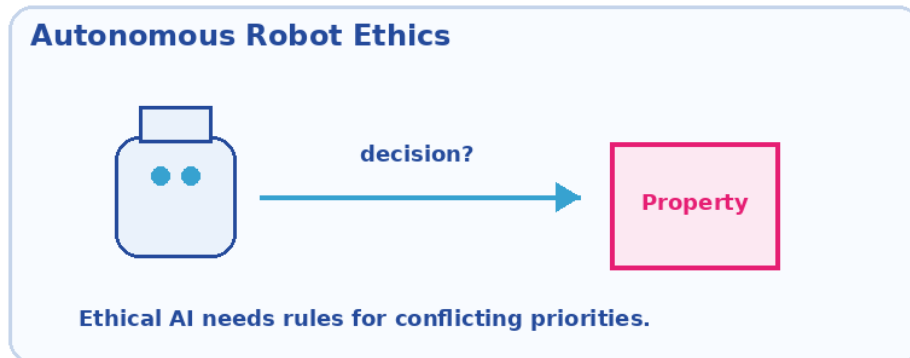 Autonomous Robot Ethics
decision?
Property
Ethical AI needs rules for conflicting priorities.